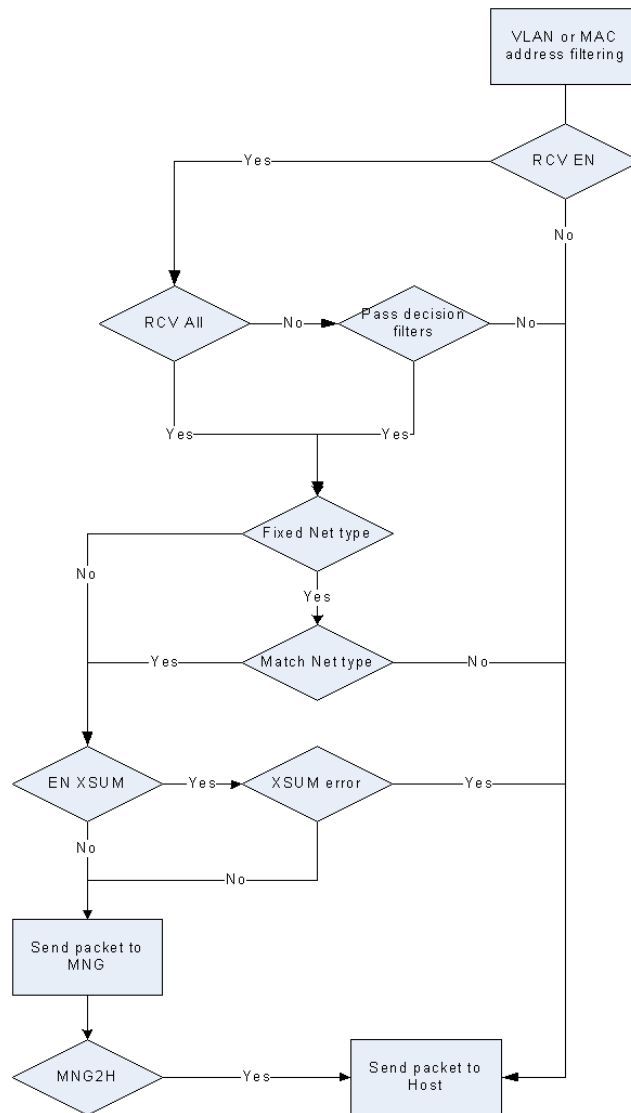 VLAN or MAC
address filtering
RCV EN
Yes
No
RCV All
No
Pass decision
filters
No
Yes
Yes
Fixed Net type
No
Yes
Yes
Match Net type
No
EN XSUM
Yes
XSUM error
Yes
No
No
Send packet to
MNG
MNG2H
Yes
Send packet to
Host